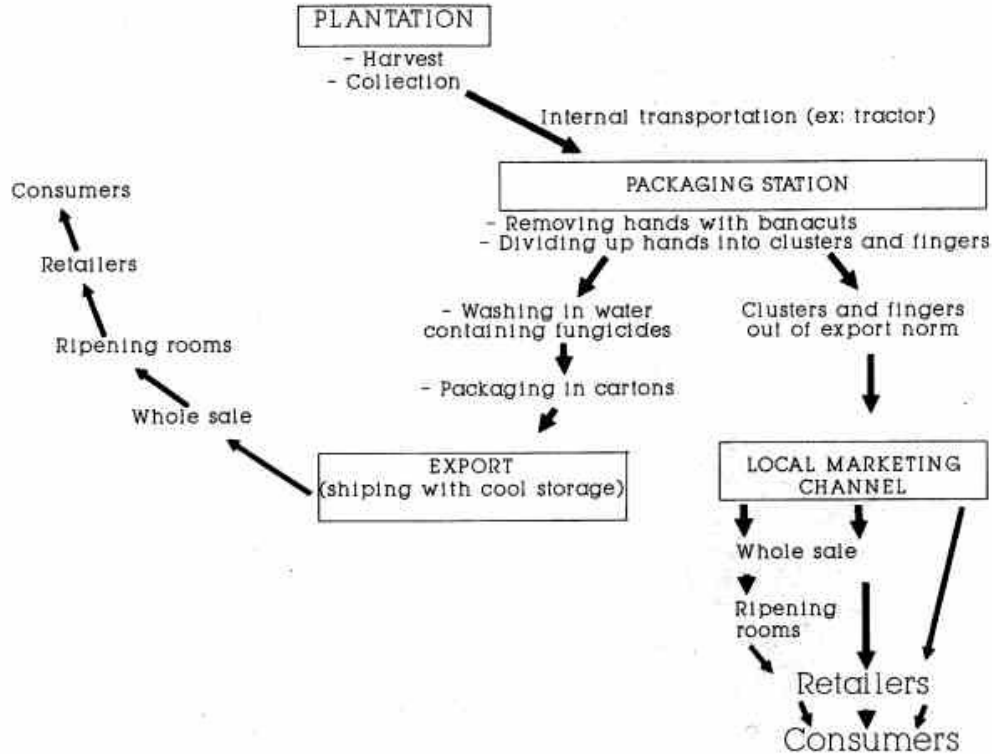 PLANTATION
- Harvest
- Collection
Internal transportation (ex: tractor)
PACKAGING STATION
- Removing hands with banacuts
- Dividing up hands into clusters and fingers
Consumers
Retailers
Ripening rooms
Whole sale
- Washing in water
containing fungicides
- Packaging in cartons
EXPORT
(shiping with cool storage)
Clusters and fingers
out of export norm
LOCAL MARKETING
CHANNEL
Whole sale
Ripening
rooms
Retailers
Consumers